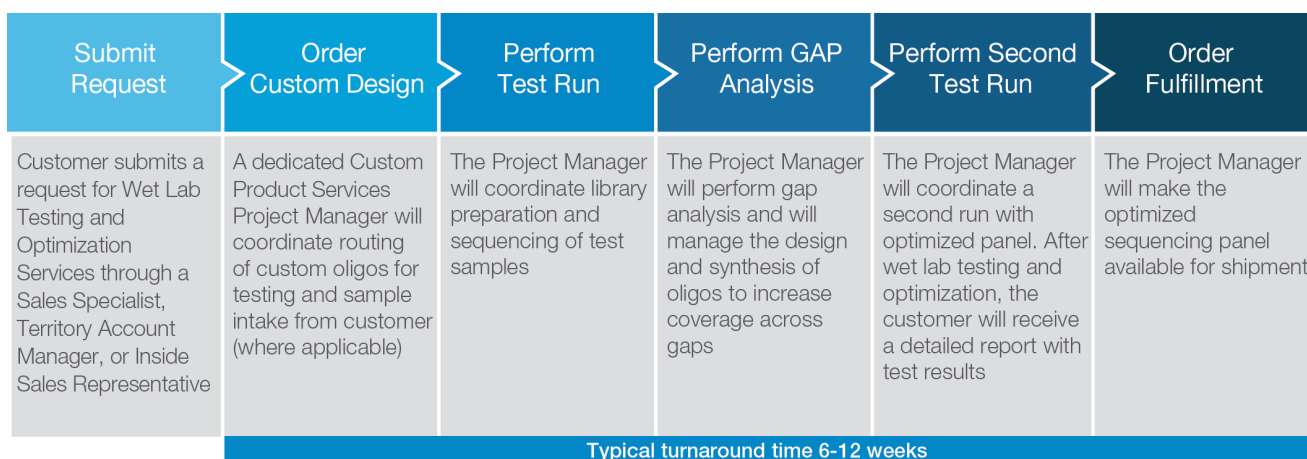 Submit
Request
Order
Custom Design
Perform
Test Run
Perform GAP
Analysis
Perform Second
Test Run
Order
Fulfillment
Customer submits a
request for Wet Lab
Testing and
Optimization
Services through a
Sales Specialist,
Territory Account
Manager, or Inside
Sales Representative
A dedicated Custom
Product Services
Project Manager will
coordinate routing
of custom oligos for
testing and sample
intake from customer
(where applicable)
The Project Manager
will coordinate library
preparation and
sequencing of test
samples
The Project Manager
will perform gap
analysis and will
manage the design
and synthesis of
oligos to increase
coverage across
gaps
The Project Manager
will coordinate a
second run with
optimized panel. After
wet lab testing and
optimization, the
customer will receive
a detailed report with
test results
The Project Manager
will make the
optimized
sequencing panel
available for shipment
Typical turnaround time 6-12 weeks